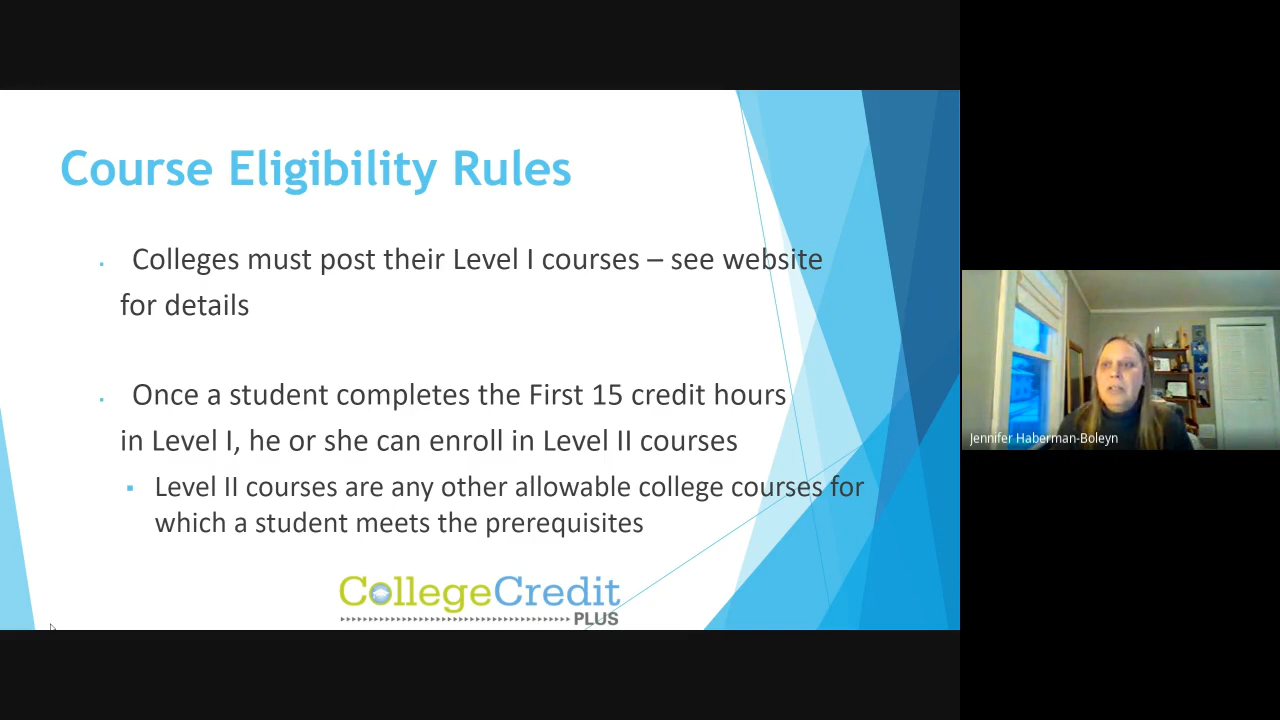 Course Eligibility Rules
Colleges must post their Level I courses – see website
for details
Once a student completes the First 15 credit hours
in Level I, he or she can enroll in Level II courses
Level II courses are any other allowable college courses for
which a student meets the prerequisites
CollegeCredit
PLUS
Jennifer Haberman-Boleyn